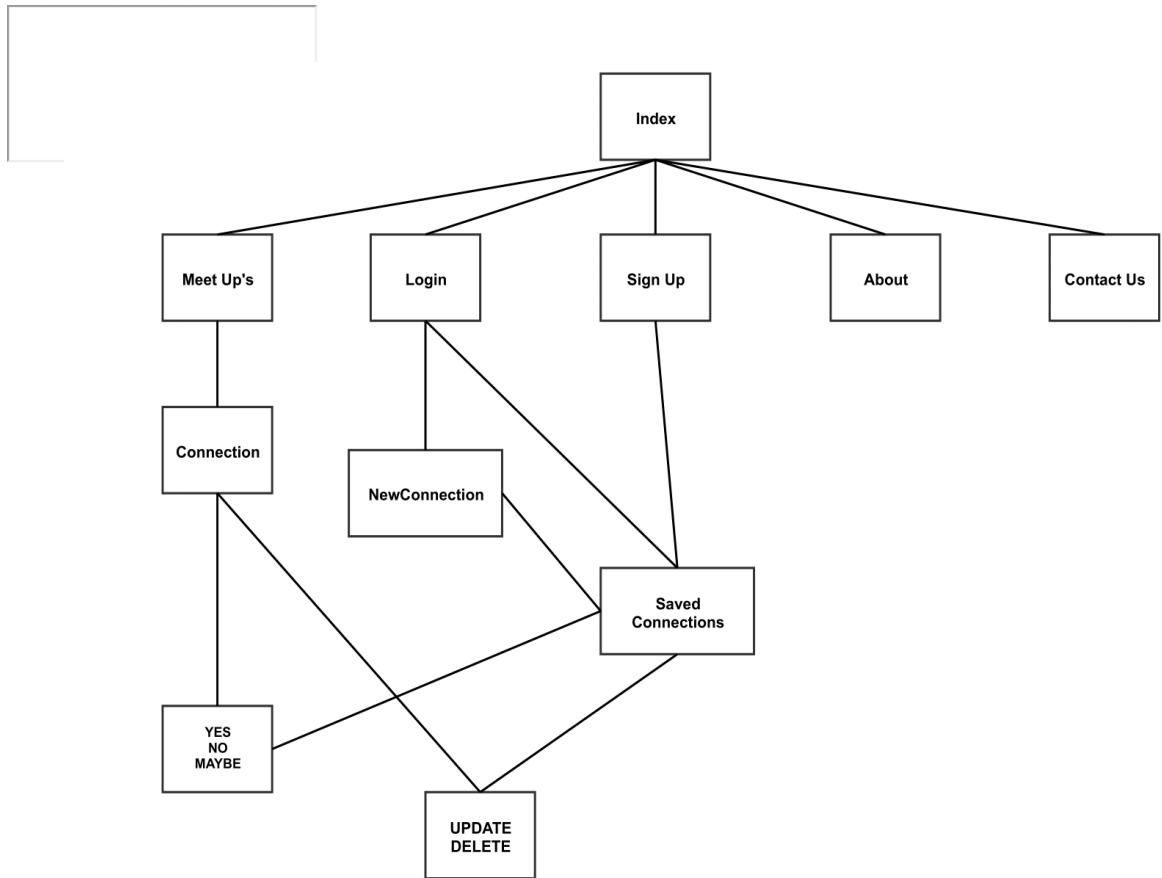 Index
Meet Up's
Login
Sign Up
About
Contact Us
Connection
NewConnection
Saved
Connections
YES
NO
MAYBE
UPDATE
DELETE